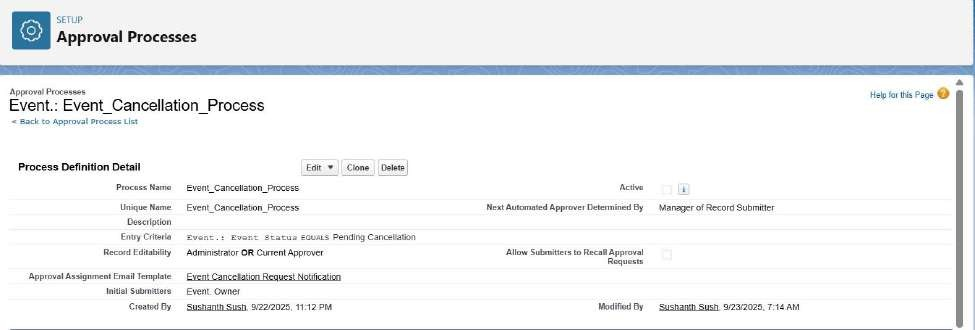 SETUP
Approval Processes
Approval Processes
Event.: Event_Cancellation_Process
Help for this Page ?
« Back to Approval Process List
Process Definition Detail
Edit ▼ Clone Delete
Process Name Event_Cancellation_Process Active i
Unique Name Event_Cancellation_Process Next Automated Approver Determined By Manager of Record Submitter
Description
Entry Criteria Event.: Event Status EQUALS Pending Cancellation
Record Editability Administrator OR Current Approver Allow Submitters to Recall Approval Requests
Approval Assignment Email Template Event Cancellation Request Notification
Initial Submitters Event. Owner
Created By Sushanth Sush, 9/22/2025, 11:12 PM Modified By Sushanth Sush, 9/23/2025, 7:14 AM